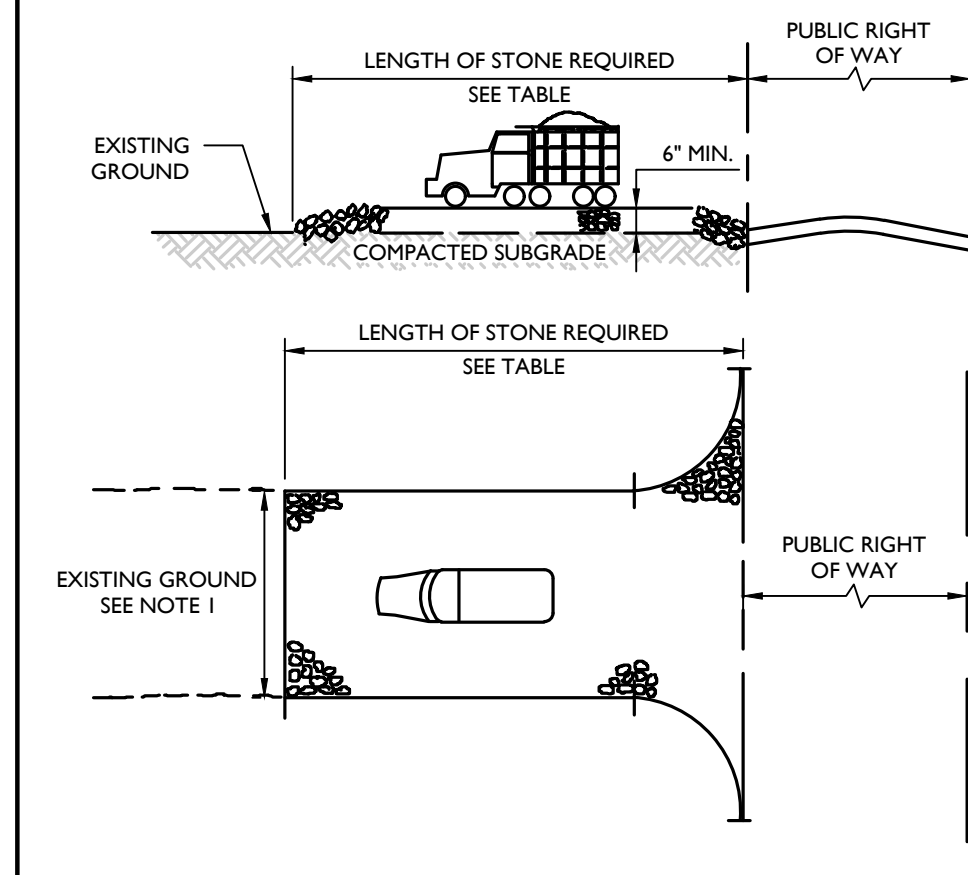 PUBLIC RIGHT
OF WAY
LENGTH OF STONE REQUIRED
SEE TABLE
EXISTING
GROUND
6" MIN.
COMPACTED SUBGRADE
LENGTH OF STONE REQUIRED
SEE TABLE
EXISTING GROUND
SEE NOTE 1
PUBLIC RIGHT
OF WAY